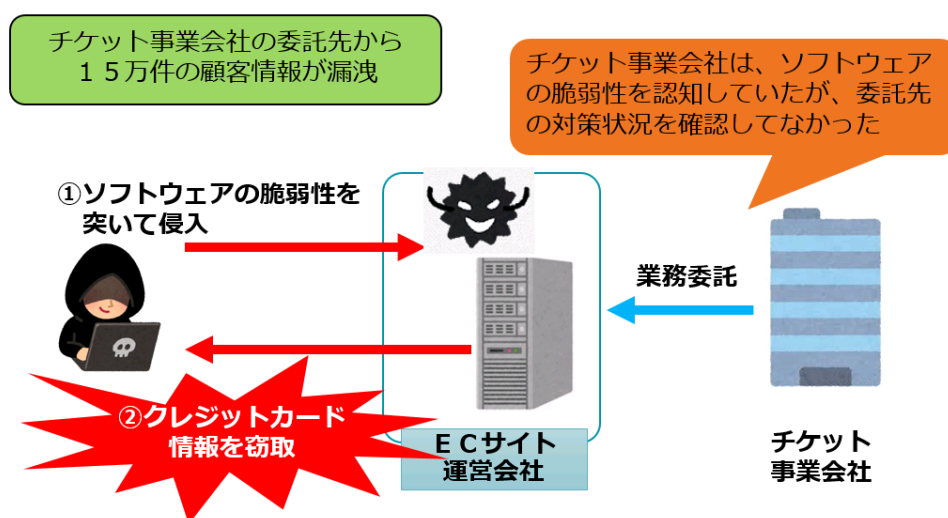 チケット事業会社の委託先から
１５万件の顧客情報が漏洩
チケット事業会社は、ソフトウェア
の脆弱性を認知していたが、委託先
の対策状況を確認してなかった
①ソフトウェアの脆弱性を
突いて侵入
業務委託
②クレジットカード
情報を窃取
ＥＣサイト
運営会社
チケット
事業会社